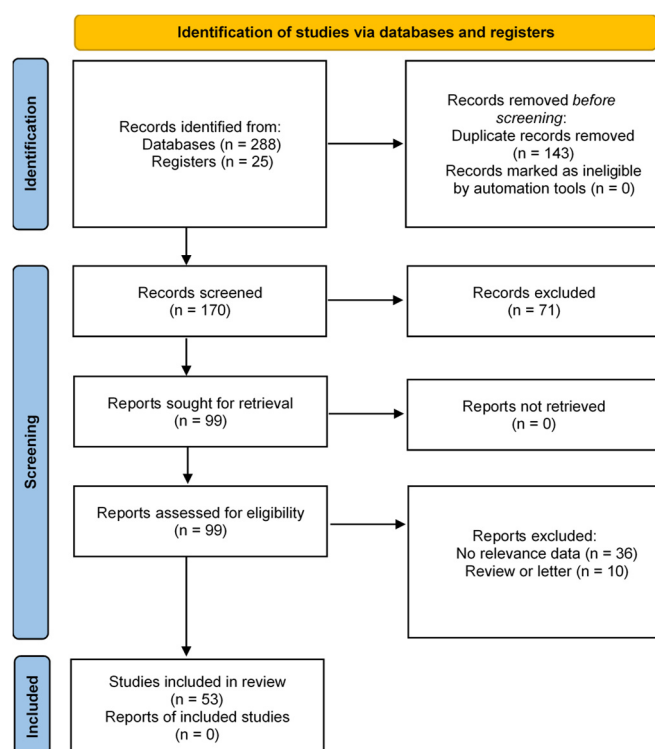 Identification of studies via databases and registers
Identification
Records identified from:
Databases (n = 288)
Registers (n = 25)
Records removed before
screening:
Duplicate records removed
(n = 143)
Records marked as ineligible
by automation tools (n = 0)
Screening
Records screened
(n = 170)
Records excluded
(n = 71)
Reports sought for retrieval
(n = 99)
Reports not retrieved
(n = 0)
Reports assessed for eligibility
(n = 99)
Reports excluded:
No relevance data (n = 36)
Review or letter (n = 10)
Included
Studies included in review
(n = 53)
Reports of included studies
(n = 0)